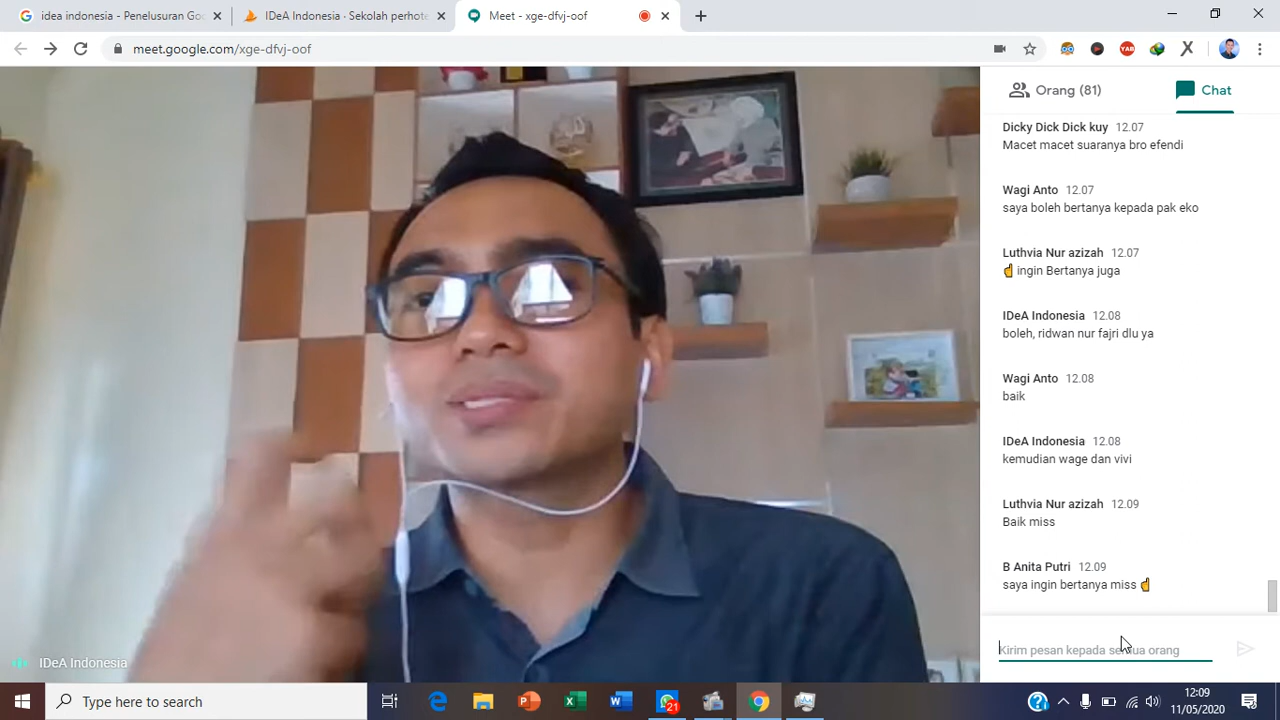 idea indonesia - Penelusuran Goo
IDeA Indonesia · Sekolah perhote
Meet - xge-dfvj-oof
meet.google.com/xge-dfvj-oof
YAB
Orang (81)
Chat
Dicky Dick Dick kuy 12.07
Macet macet suaranya bro efendi
Wagi Anto 12.07
saya boleh bertanya kepada pak eko
Luthvia Nur azizah 12.07
☝ ingin Bertanya juga
IDeA Indonesia 12.08
boleh, ridwan nur fajri dlu ya
Wagi Anto 12.08
baik
IDeA Indonesia 12.08
kemudian wage dan vivi
Luthvia Nur azizah 12.09
Baik miss
B Anita Putri 12.09
saya ingin bertanya miss ☝
Kirim pesan kepada semua orang
IDeA Indonesia
Type here to search
21
12:09
11/05/2020